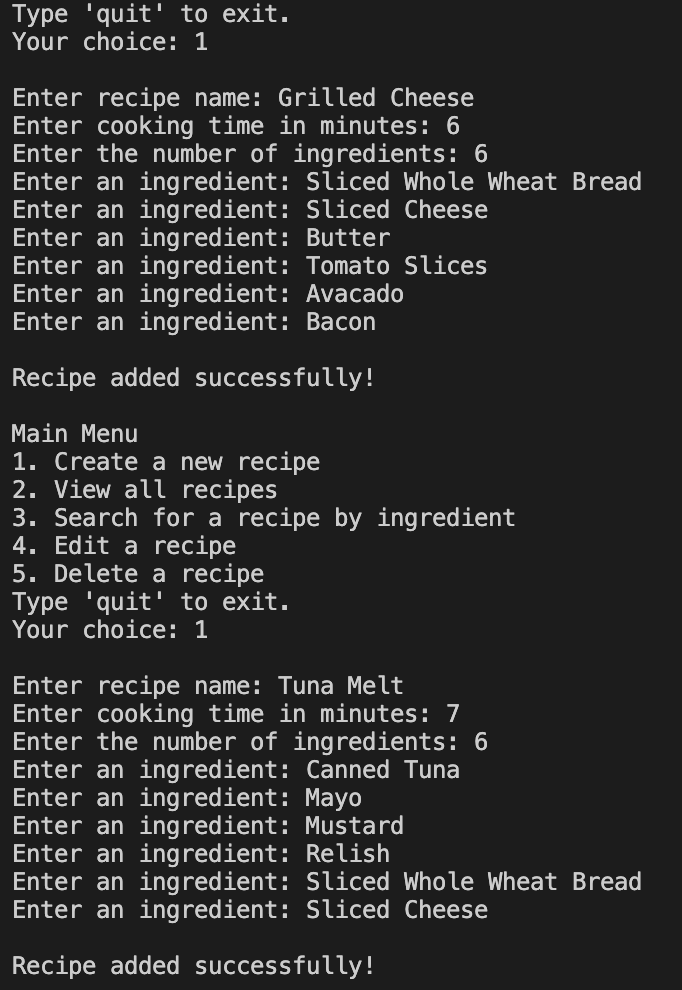 Type 'quit' to exit.
Your choice: 1
Enter recipe name: Grilled Cheese
Enter cooking time in minutes: 6
Enter the number of ingredients: 6
Enter an ingredient: Sliced Whole Wheat Bread
Enter an ingredient: Sliced Cheese
Enter an ingredient: Butter
Enter an ingredient: Tomato Slices
Enter an ingredient: Avacado
Enter an ingredient: Bacon
Recipe added successfully!
Main Menu
1. Create a new recipe
2. View all recipes
3. Search for a recipe by ingredient
4. Edit a recipe
5. Delete a recipe
Type 'quit' to exit.
Your choice: 1
Enter recipe name: Tuna Melt
Enter cooking time in minutes: 7
Enter the number of ingredients: 6
Enter an ingredient: Canned Tuna
Enter an ingredient: Mayo
Enter an ingredient: Mustard
Enter an ingredient: Relish
Enter an ingredient: Sliced Whole Wheat Bread
Enter an ingredient: Sliced Cheese
Recipe added successfully!